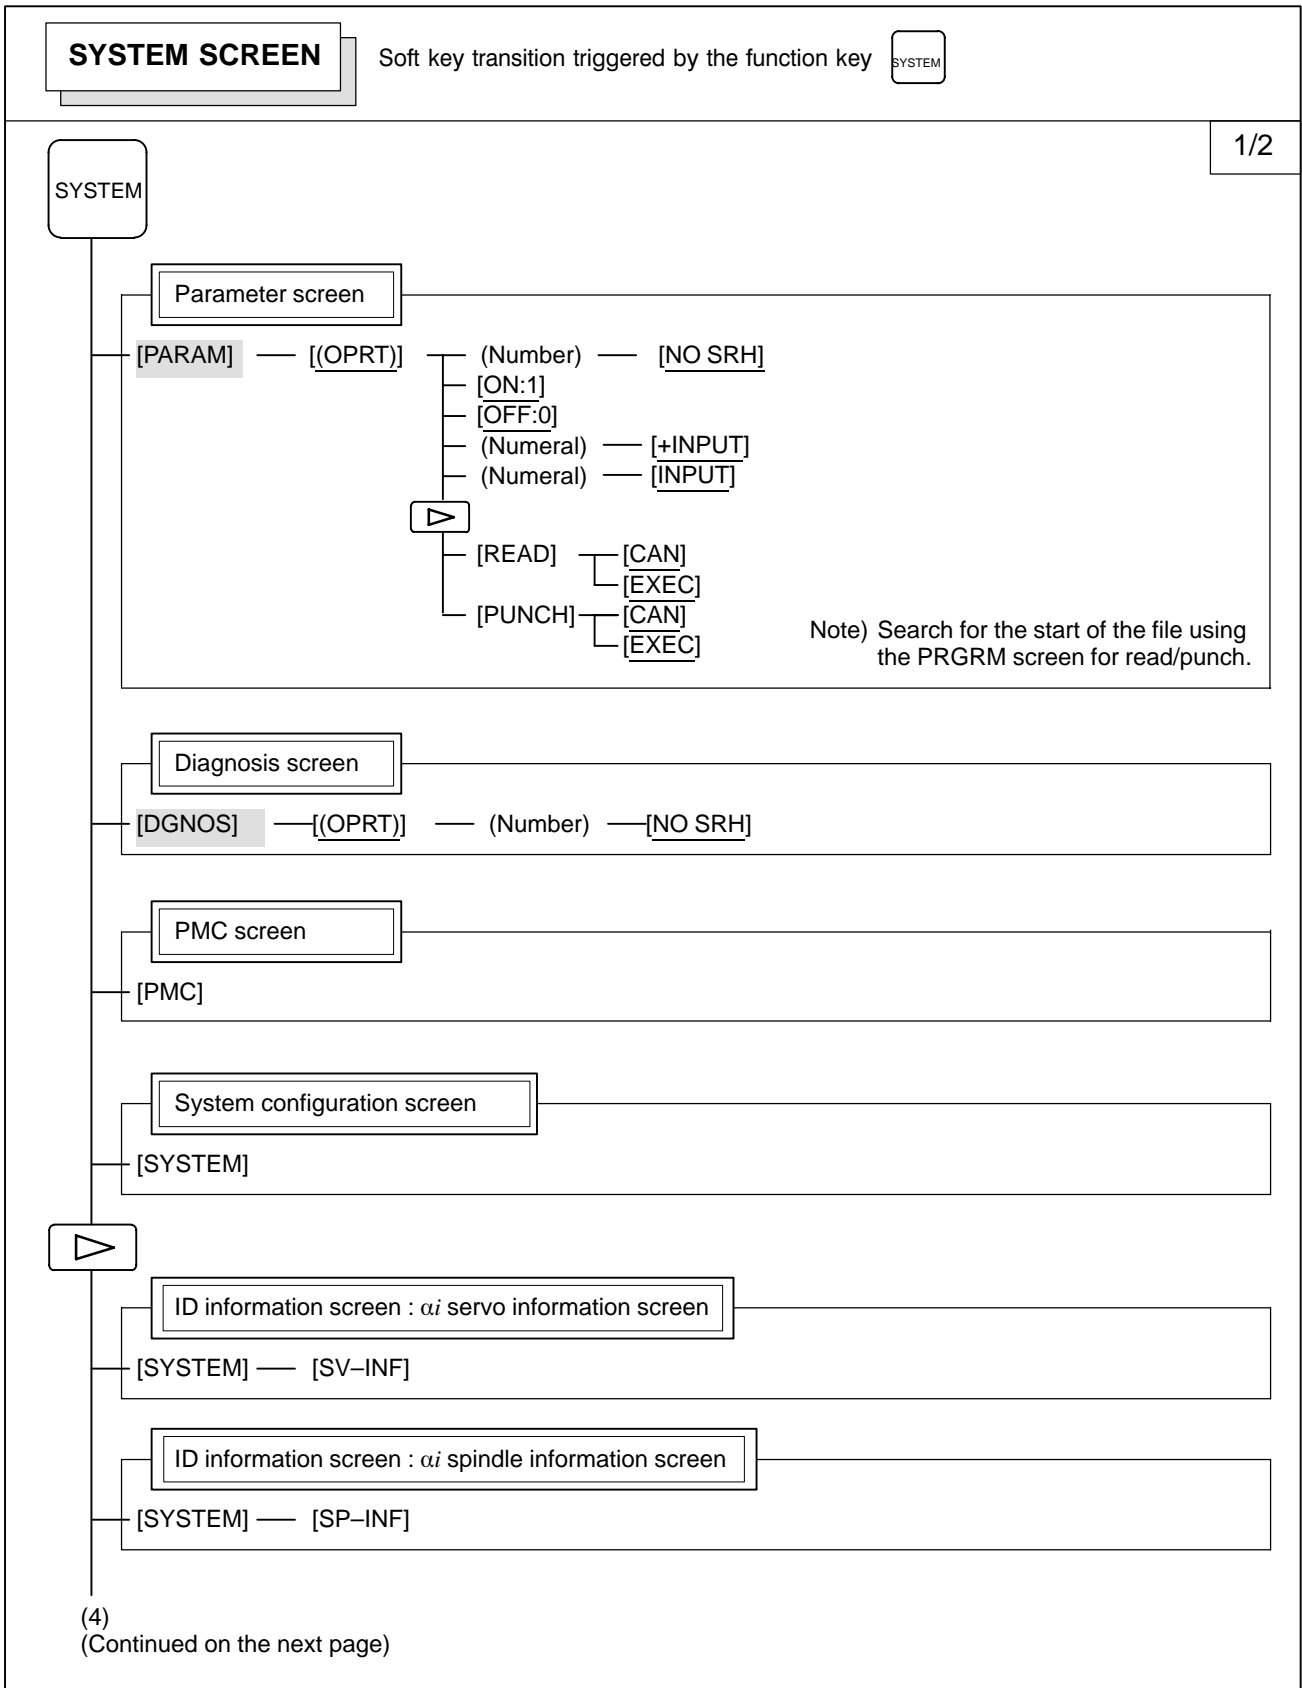 SYSTEM SCREEN Soft key transition triggered by the function key SYSTEM
1/2
SYSTEM
Parameter screen
[PARAM] [(OPRT)] (Number) [NO SRH]
[ON:1]
[OFF:0]
(Numeral) [+INPUT]
(Numeral) [INPUT]
[READ] [CAN]
[EXEC]
[PUNCH] [CAN]
[EXEC]
Note) Search for the start of the file using
the PRGRM screen for read/punch.
Diagnosis screen
[DGNOS] [(OPRT)] (Number) [NO SRH]
PMC screen
[PMC]
System configuration screen
[SYSTEM]
ID information screen : αi servo information screen
[SYSTEM] [SV–INF]
ID information screen : αi spindle information screen
[SYSTEM] [SP–INF]
(4)
(Continued on the next page)